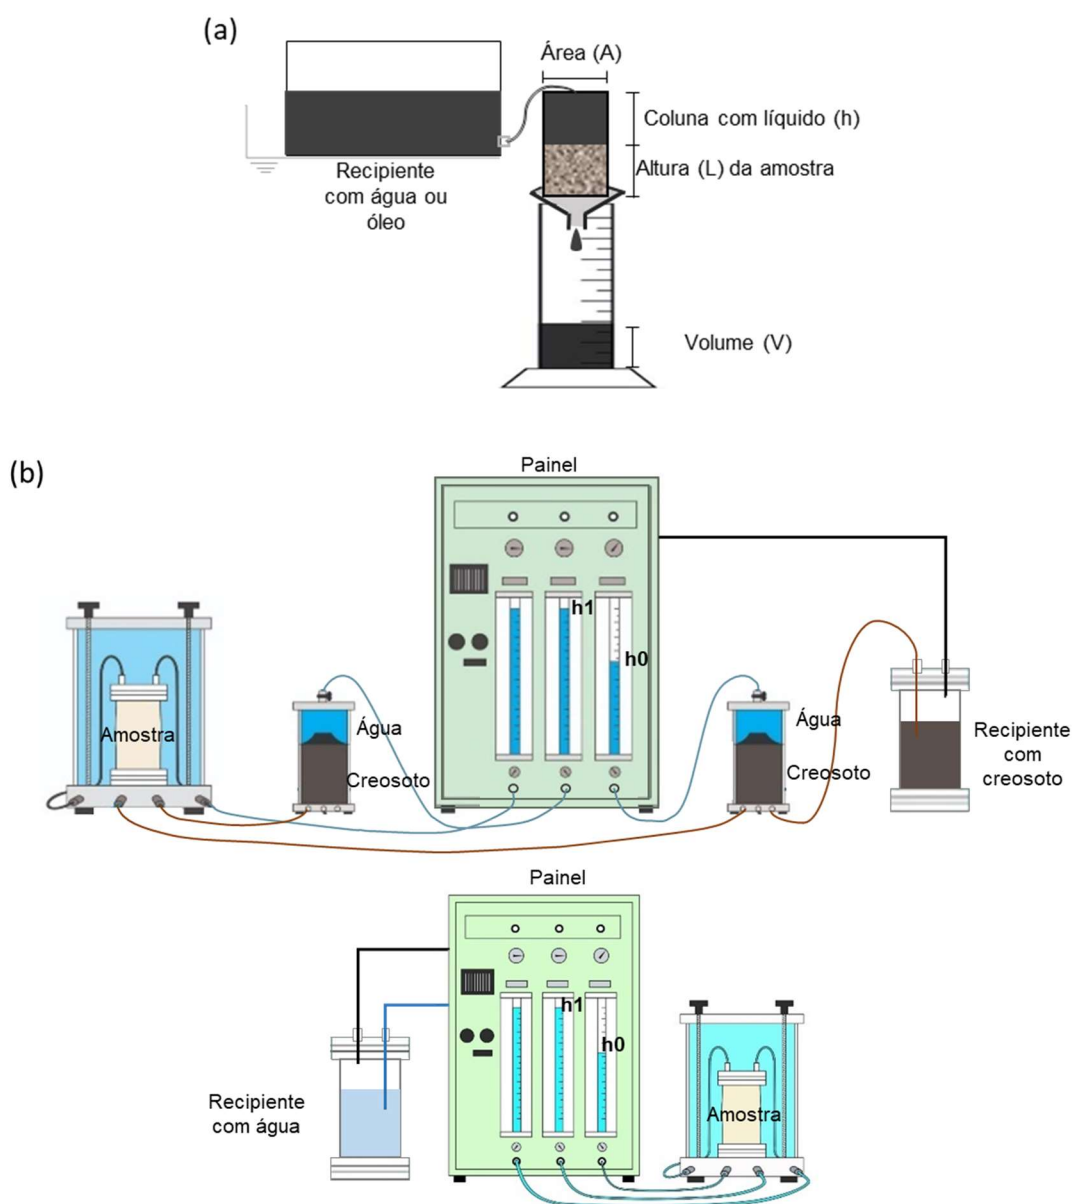 (a)
Área (A)
Coluna com líquido (h)
Altura (L) da amostra
Recipiente
com água ou
óleo
Volume (V)
(b)
Painel
h1
h0
Amostra
Água
Creosoto
Água
Creosoto
Recipiente
com
creosoto
Painel
h1
h0
Recipiente
com água
Amostra